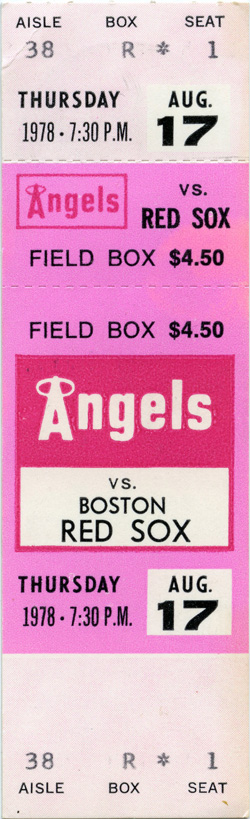 AISLE BOX SEAT
38 R * 1
THURSDAY AUG.
1978 • 7:30 P.M. 17
Angels VS.
RED SOX
FIELD BOX $4.50
FIELD BOX $4.50
Angels
VS.
BOSTON
RED SOX
THURSDAY AUG.
1978 • 7:30 P.M. 17
38 R * 1
AISLE BOX SEAT